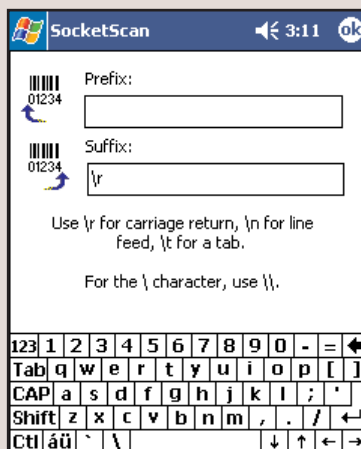 SocketScan 3:11 ok
Prefix:
01234
Suffix:
01234
\r
Use \r for carriage return, \n for line
feed, \t for a tab.
For the \ character, use \\.
123 1 2 3 4 5 6 7 8 9 0 - =
Tab q w e r t y u i o p [ ]
CAP a s d f g h j k l ; '
Shift z x c v b n m , . /
Ctl áü ` \